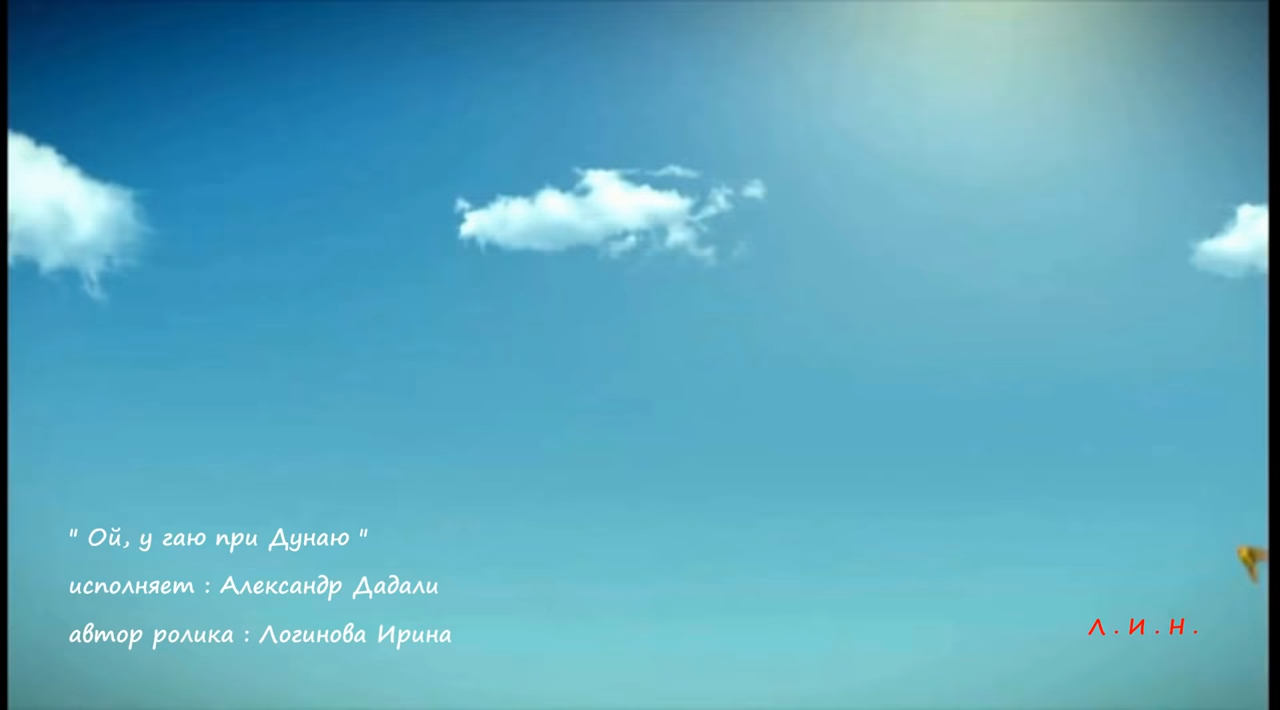 " Ой, у гаю при Дунаю "
исполняет : Александр Дадали
автор ролика : Логинова Ирина
Л . И . Н .